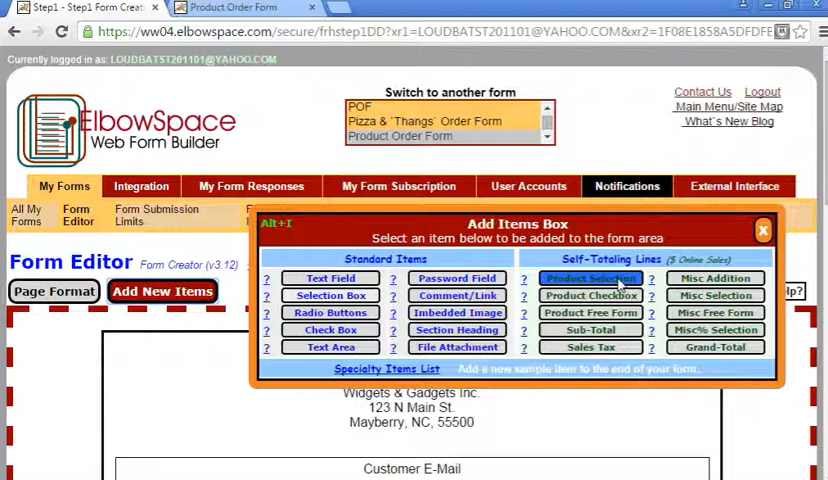 Step1 - Step1 Form Creat
Product Order Form
https://ww04.elbowspace.com/secure/frhstep1DD?xr1=LOUDBATST201101@YAHOO.COM&xr2=1F08E1858A5DFDFE
Currently logged in as: LOUDBATST201101@YAHOO.COM
Switch to another form
Contact Us Logout
POF
Main Menu/Site Map
ElbowSpace
Pizza & `Thangs` Order Form
What`s New Blog
Web Form Builder
Product Order Form
My Forms Integration My Form Responses My Form Subscription User Accounts Notifications External Interface
All My Forms
Form Editor
Form Submission Limits
Alt+I
Add Items Box
x
Select an item below to be added to the form area
Form Editor Form Creator (v3.12)
Standard Items
Self-Totaling Lines ($ Online Sales)
? Text Field ? Password Field ? Product Selection ? Misc Addition
Page Format Add New Items
? Selection Box ? Comment/Link ? Product Checkbox ? Misc Selection
? Radio Buttons ? Imbedded Image ? Product Free Form ? Misc Free Form
? Check Box ? Section Heading ? Sub-Total ? Misc% Selection
? Text Area ? File Attachment ? Sales Tax ? Grand-Total
Specialty Items List Add a new sample item to the end of your form.
Widgets & Gadgets Inc.
123 N Main St.
Mayberry, NC, 55500
Customer E-Mail